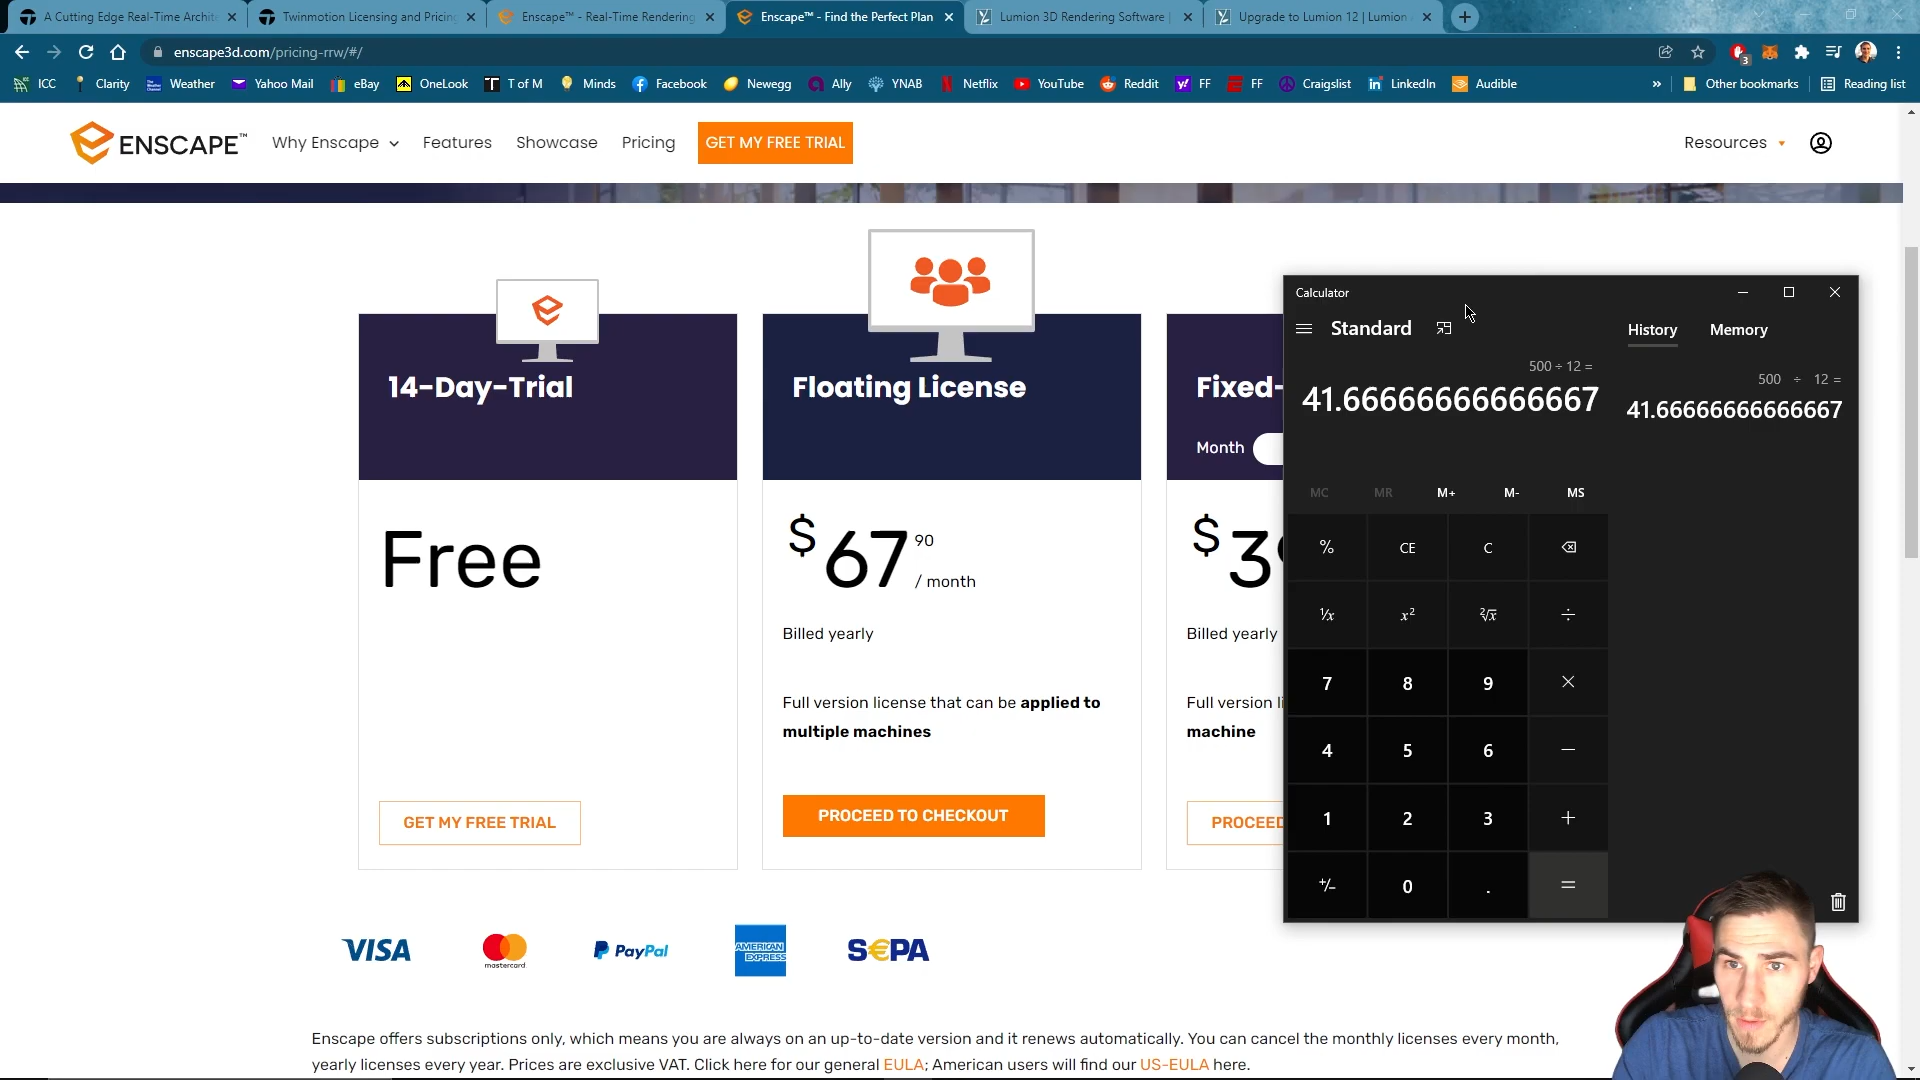 A Cutting Edge Real-Time Archite
Twinmotion Licensing and Pricing
Enscape™ - Real-Time Rendering
Enscape™ - Find the Perfect Plan
Lumion 3D Rendering Software |
Upgrade to Lumion 12 | Lumion
enscape3d.com/pricing-rrw/#/
3
ICC
Clarity
Weather
Yahoo Mail
eBay
OneLook
T of M
Minds
Facebook
Newegg
Ally
YNAB
Netflix
YouTube
Reddit
FF
FF
Craigslist
LinkedIn
Audible
»
Other bookmarks
Reading list
ENSCAPE™
Why Enscape
Features
Showcase
Pricing
GET MY FREE TRIAL
Resources
14-Day-Trial
Free
GET MY FREE TRIAL
Floating License
$67 90
/ month
Billed yearly
Full version license that can be applied to
multiple machines
PROCEED TO CHECKOUT
Fixed-
Month
$3
Billed yearly
Full version li
machine
PROCEED
Calculator
Standard
500 ÷ 12 =
41.66666666666667
History
Memory
500 ÷ 12 =
41.66666666666667
MC MR M+ M- MS
% CE C
1/x x² ²√x ÷
7 8 9 ×
4 5 6 −
1 2 3 +
+/- 0 . =
VISA
mastercard
PayPal
AMERICAN
EXPRESS
S€PA
Enscape offers subscriptions only, which means you are always on an up-to-date version and it renews automatically. You can cancel the monthly licenses every month,
yearly licenses every year. Prices are exclusive VAT. Click here for our general EULA; American users will find our US-EULA here.